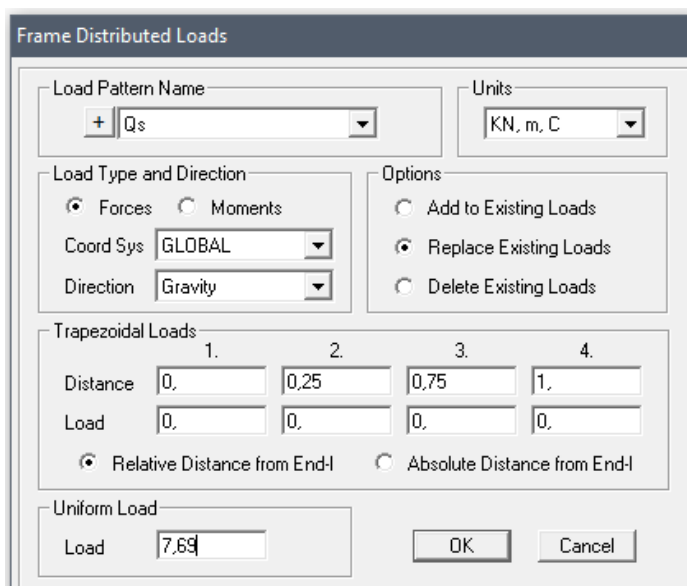 Frame Distributed Loads
Load Pattern Name
+ Qs
Units
KN, m, C
Load Type and Direction
Forces Moments
Coord Sys GLOBAL
Direction Gravity
Options
Add to Existing Loads
Replace Existing Loads
Delete Existing Loads
Trapezoidal Loads
1. 2. 3. 4.
Distance 0, 0,25 0,75 1,
Load 0, 0, 0, 0,
Relative Distance from End-I Absolute Distance from End-I
Uniform Load
Load 7,69
OK Cancel